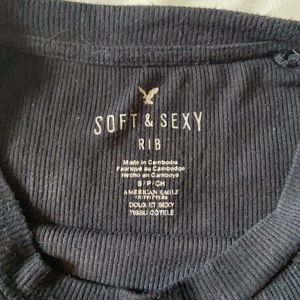 SOFT & SEXY
RIB
Made in Cambodia
Fabriqué au Cambodge
Hecho en Camboya
S/P/CH
AMERICAN EAGLE
OUTFITTERS
DOUX ET SEXY
TISSU CÔTELÉ